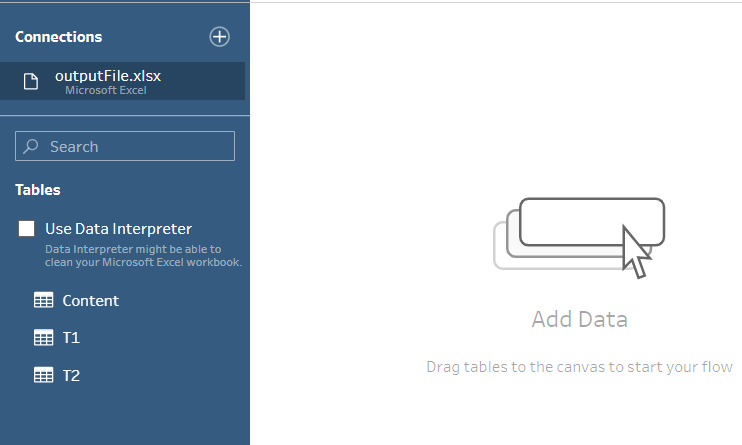 Connections
outputFile.xlsx
Microsoft Excel
Search
Tables
Use Data Interpreter
Data Interpreter might be able to
clean your Microsoft Excel workbook.
Content
T1
T2
Add Data
Drag tables to the canvas to start your flow